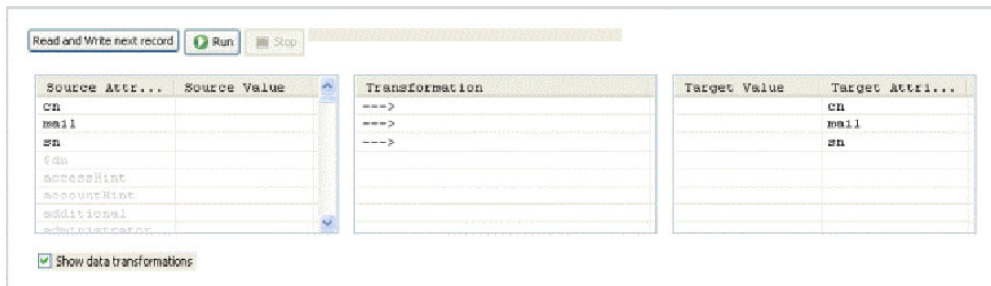 Read and Write next record Run Stop
Source Attr... Source Value Transformation Target Value Target Attri...
cn ---> cn
mail ---> mail
sn ---> sn
$dn
accessHint
accountHint
additional
administrator
Show data transformations